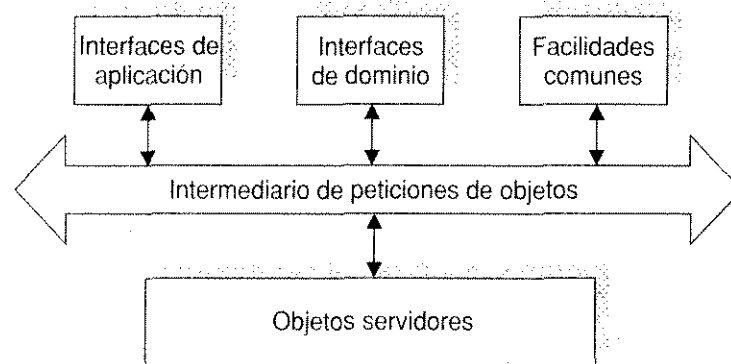 Interfaces de
aplicación
Interfaces
de dominio
Facilidades
comunes
Intermediario de peticiones de objetos
Objetos servidores